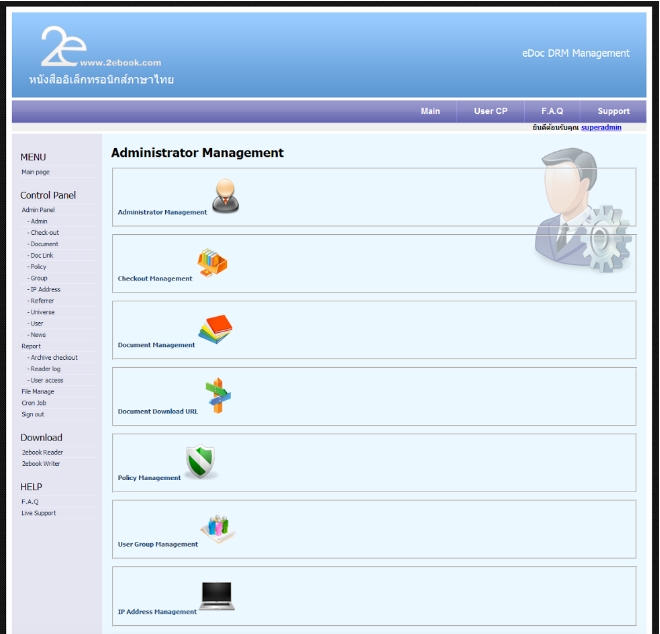 2e
www.2ebook.com
หนังสืออิเล็กทรอนิกส์ภาษาไทย
eDoc DRM Management
Main User CP F.A.Q Support
ยินดีต้อนรับคุณ superadmin
MENU
Main page
Control Panel
Admin Panel
- Admin
- Check-out
- Document
- Doc Link
- Policy
- Group
- IP Address
- Referrer
- Universe
- User
- News
Report
- Archive checkout
- Reader log
- User access
File Manage
Cron Job
Sign out
Download
2ebook Reader
2ebook Writer
HELP
F.A.Q
Live Support
Administrator Management
Administrator Management
Checkout Management
Document Management
Document Download URL
Policy Management
User Group Management
IP Address Management